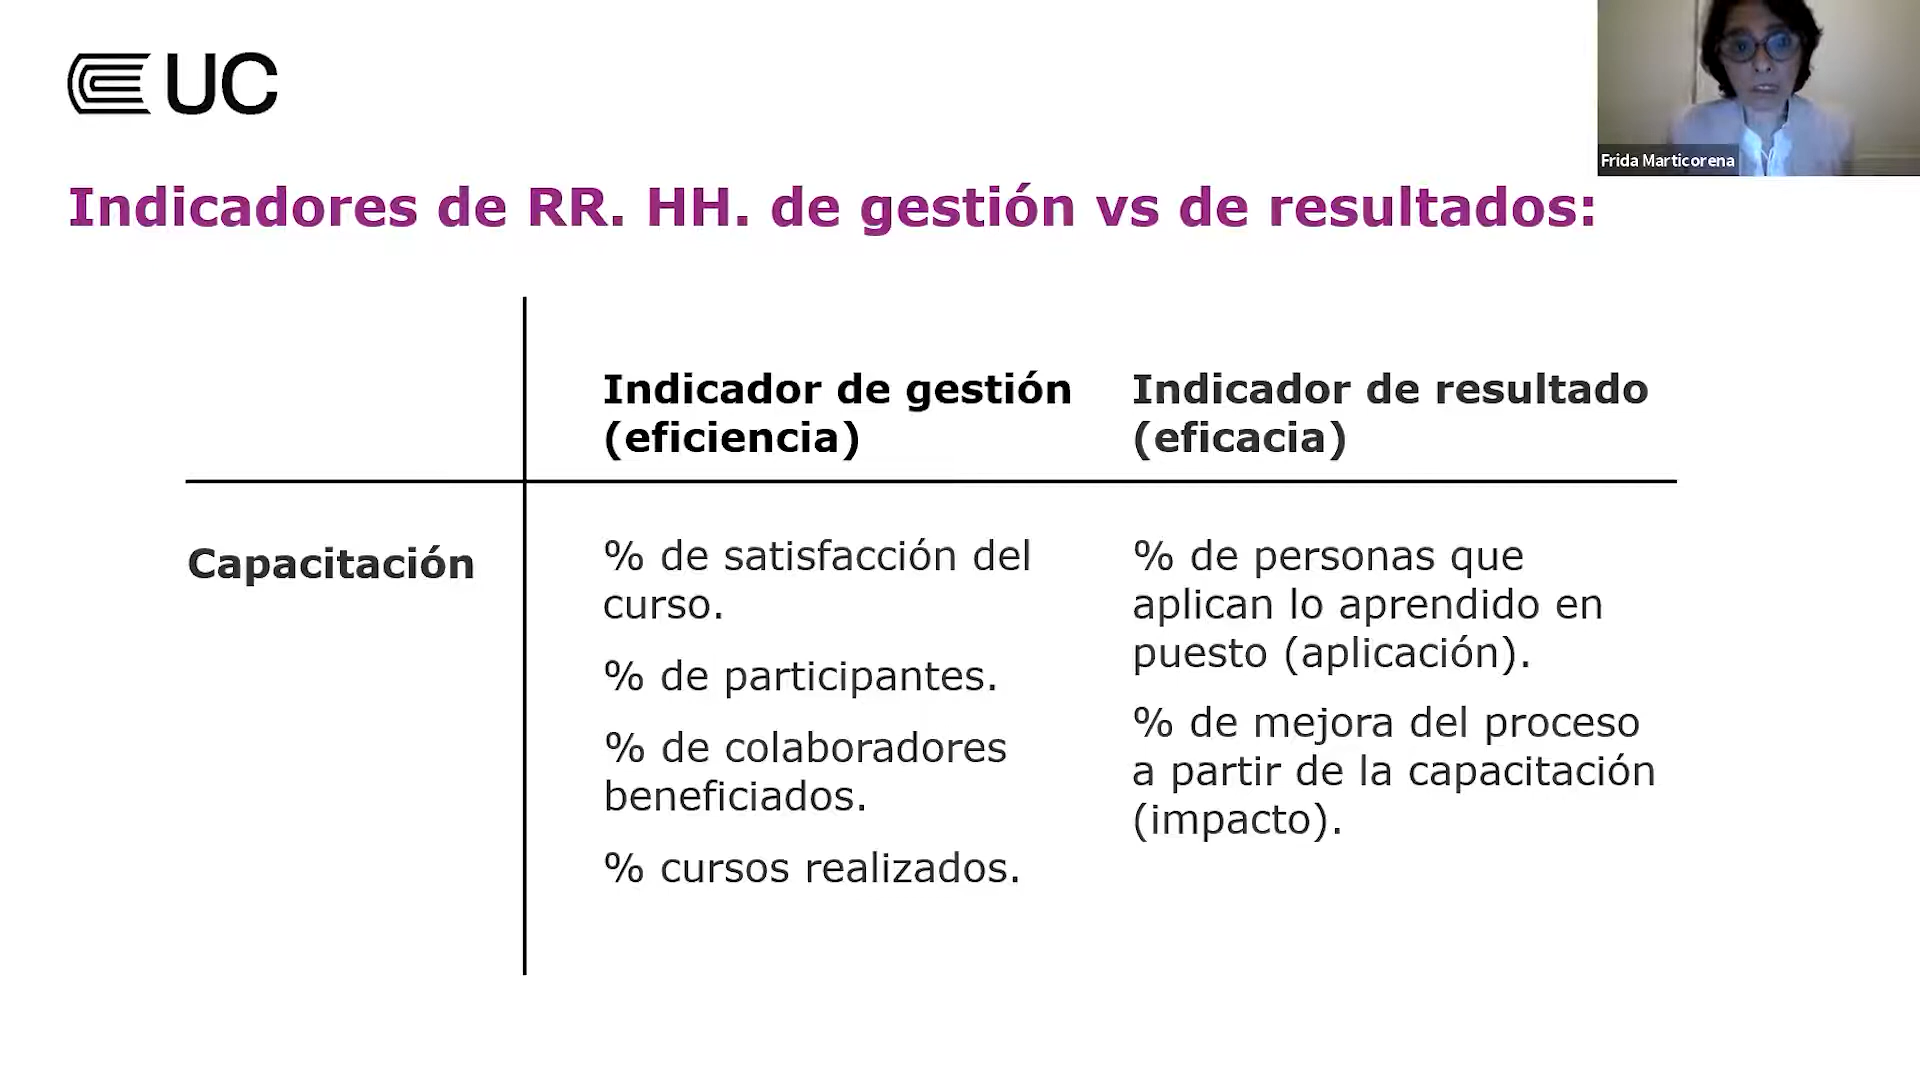 UC
Frida Marticorena
Indicadores de RR. HH. de gestión vs de resultados:
Indicador de gestión
(eficiencia)
Indicador de resultado
(eficacia)
Capacitación
% de satisfacción del
curso.
% de participantes.
% de colaboradores
beneficiados.
% cursos realizados.
% de personas que
aplican lo aprendido en
puesto (aplicación).
% de mejora del proceso
a partir de la capacitación
(impacto).